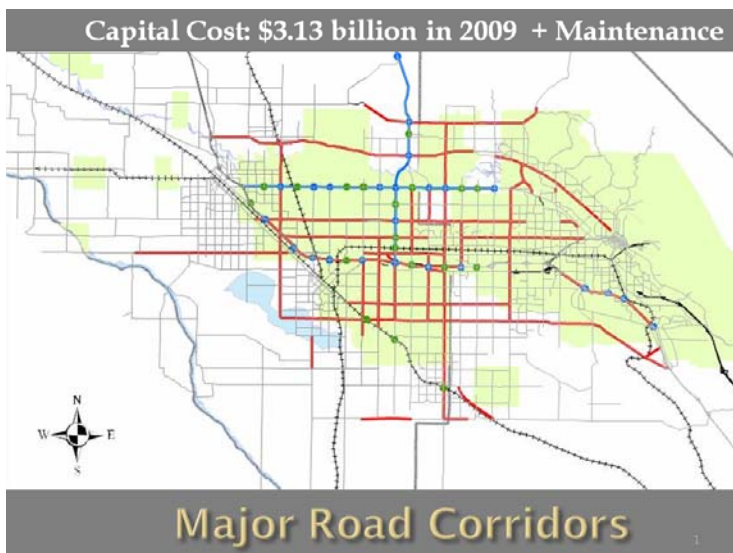 Capital Cost: $3.13 billion in 2009 + Maintenance
N
W E
S
Major Road Corridors
1